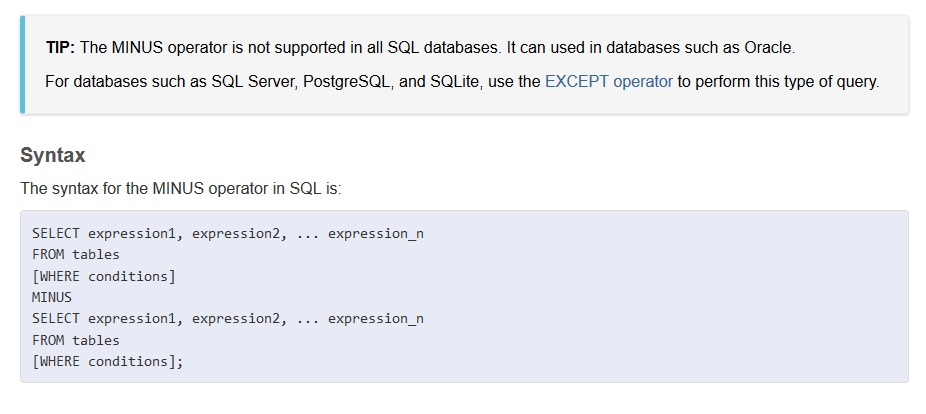 TIP: The MINUS operator is not supported in all SQL databases. It can used in databases such as Oracle.
For databases such as SQL Server, PostgreSQL, and SQLite, use the EXCEPT operator to perform this type of query.
Syntax
The syntax for the MINUS operator in SQL is:
SELECT expression1, expression2, ... expression_n
FROM tables
[WHERE conditions]
MINUS
SELECT expression1, expression2, ... expression_n
FROM tables
[WHERE conditions];